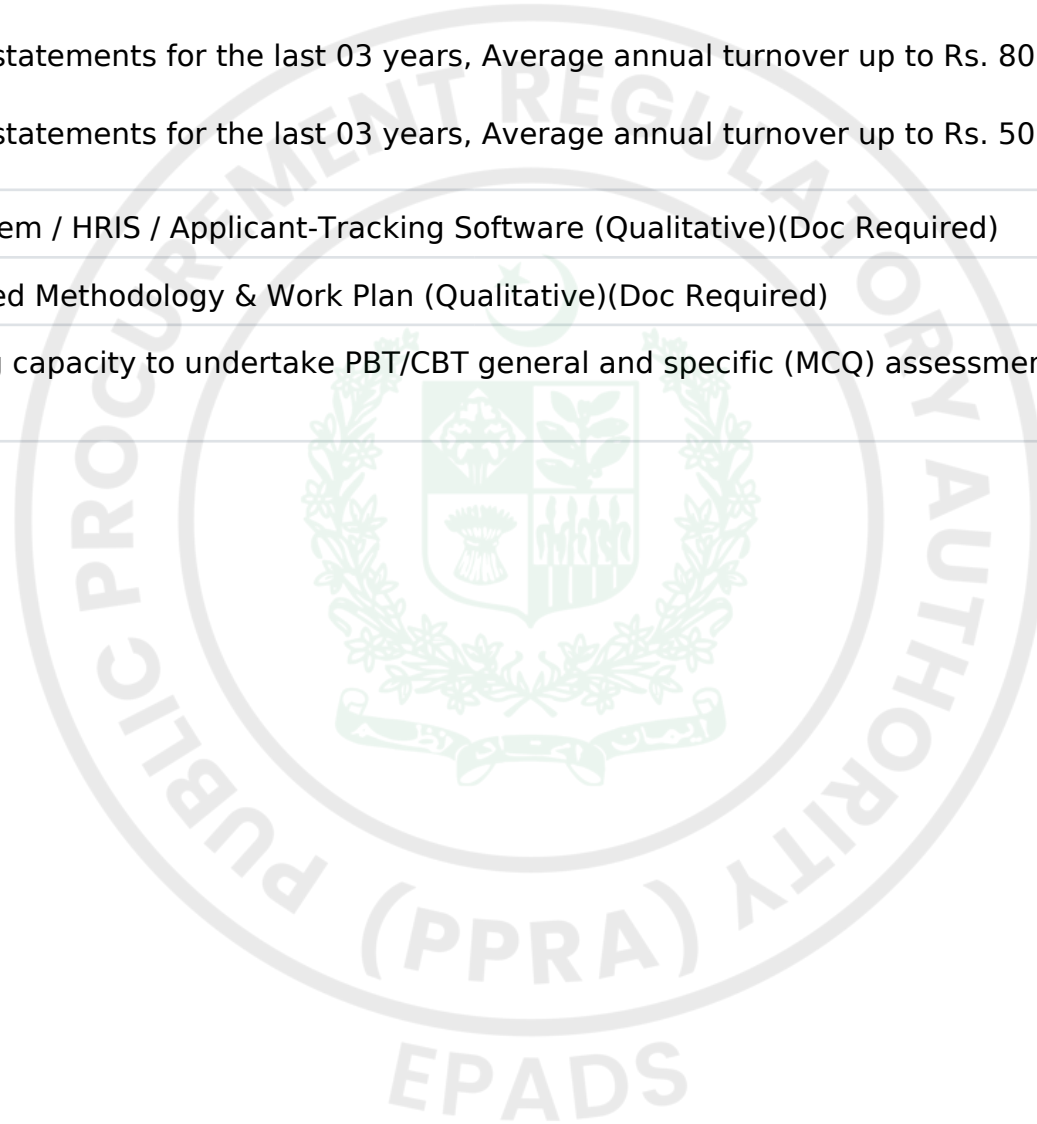 statements for the last 03 years, Average annual turnover up to Rs. 80
statements for the last 03 years, Average annual turnover up to Rs. 50
em / HRIS / Applicant-Tracking Software (Qualitative)(Doc Required)
ed Methodology & Work Plan (Qualitative)(Doc Required)
g capacity to undertake PBT/CBT general and specific (MCQ) assessmen
PUBLIC PROCUREMENT REGULATORY AUTHORITY
(PPRA)
EPADS